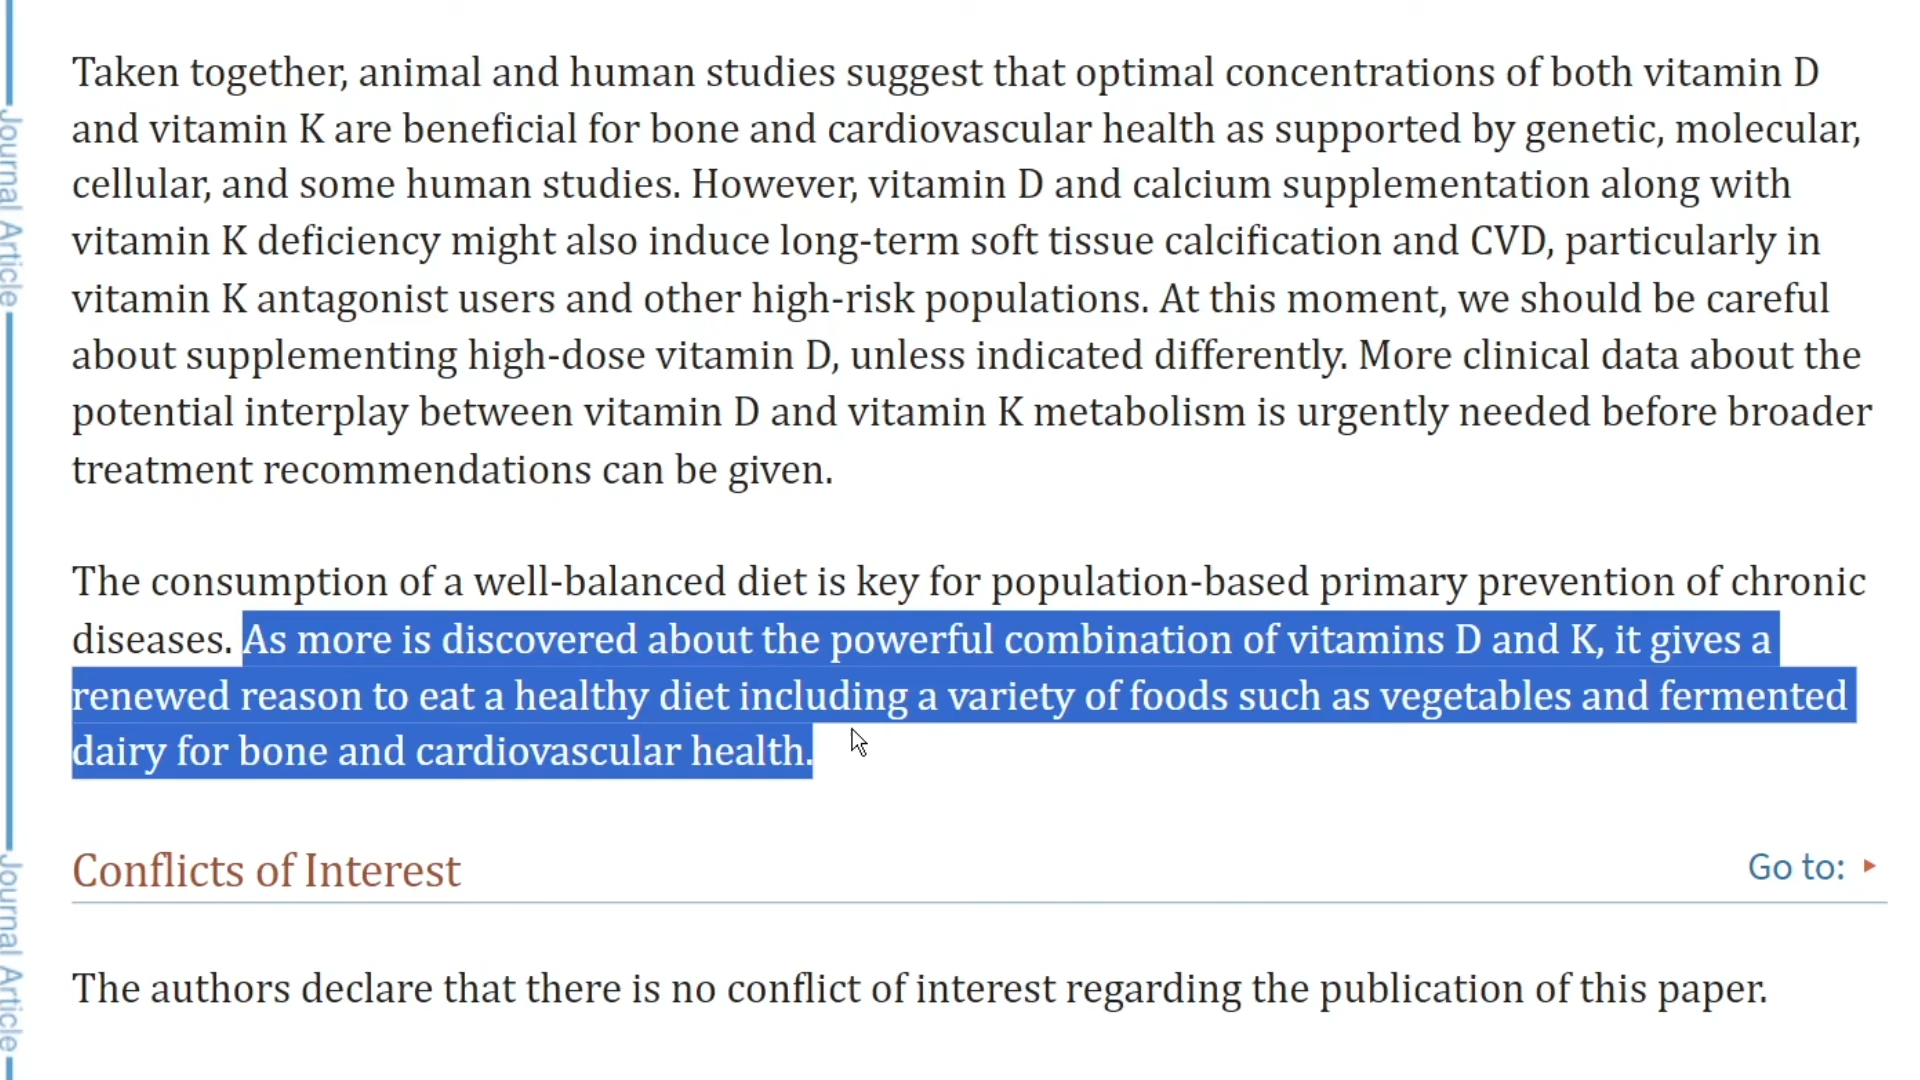 Taken together, animal and human studies suggest that optimal concentrations of both vitamin D
and vitamin K are beneficial for bone and cardiovascular health as supported by genetic, molecular,
cellular, and some human studies. However, vitamin D and calcium supplementation along with
vitamin K deficiency might also induce long-term soft tissue calcification and CVD, particularly in
vitamin K antagonist users and other high-risk populations. At this moment, we should be careful
about supplementing high-dose vitamin D, unless indicated differently. More clinical data about the
potential interplay between vitamin D and vitamin K metabolism is urgently needed before broader
treatment recommendations can be given.
The consumption of a well-balanced diet is key for population-based primary prevention of chronic
diseases. As more is discovered about the powerful combination of vitamins D and K, it gives a
renewed reason to eat a healthy diet including a variety of foods such as vegetables and fermented
dairy for bone and cardiovascular health.
Conflicts of Interest
Go to:
The authors declare that there is no conflict of interest regarding the publication of this paper.
Journal Article
Journal Article